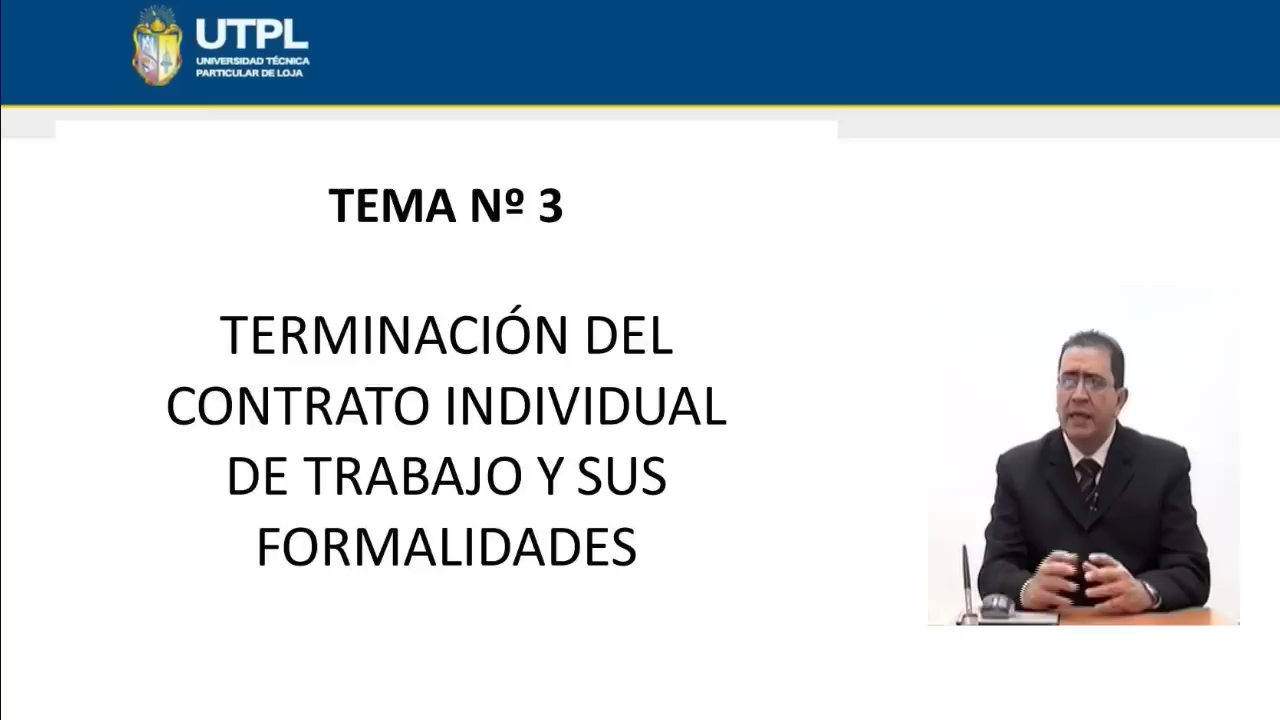 UTPL
UNIVERSIDAD TÉCNICA
PARTICULAR DE LOJA
TEMA Nº 3
TERMINACIÓN DEL
CONTRATO INDIVIDUAL
DE TRABAJO Y SUS
FORMALIDADES